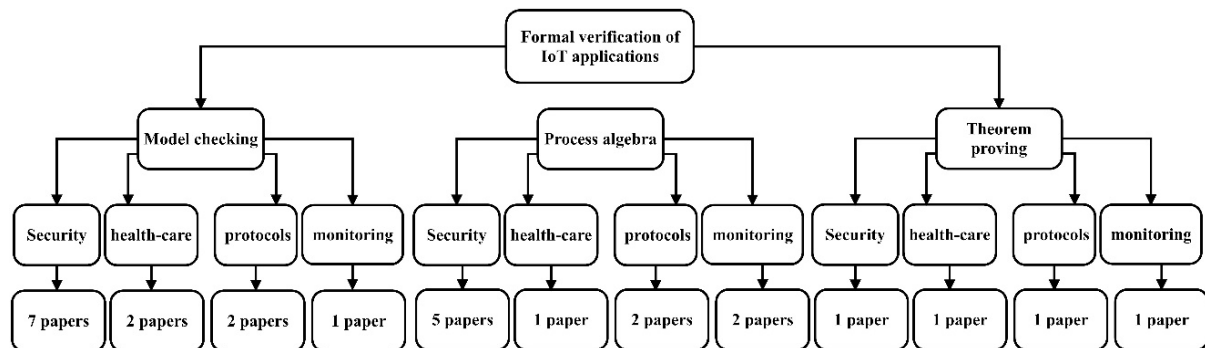 Formal verification of
IoT applications
Model checking
Process algebra
Theorem
proving
Security
health-care
protocols
monitoring
Security
health-care
protocols
monitoring
Security
health-care
protocols
monitoring
7 papers
2 papers
2 papers
1 paper
5 papers
1 paper
2 papers
2 papers
1 paper
1 paper
1 paper
1 paper